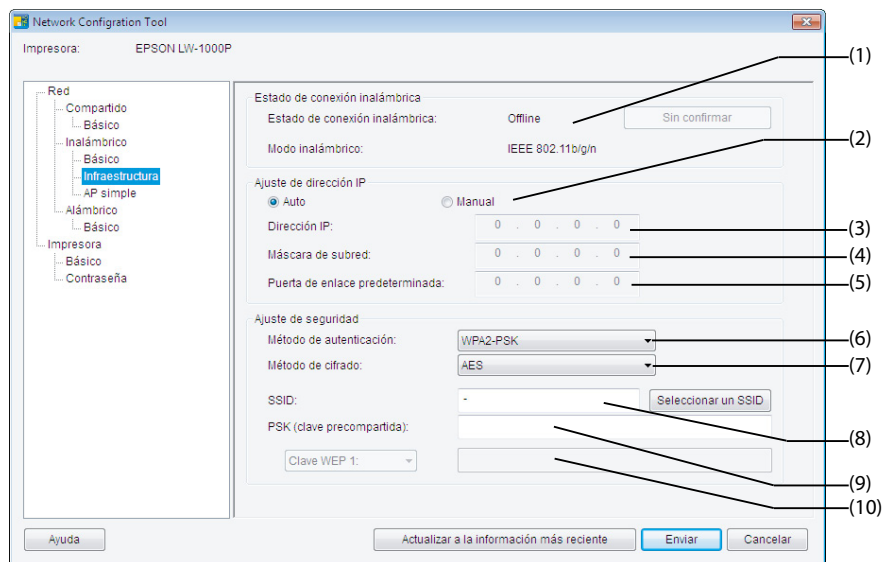 Network Configration Tool
Impresora: EPSON LW-1000P
(1)
Red
Compartido
Básico
Inalámbrico
Básico
Infraestructura
AP simple
Alámbrico
Básico
Impresora
Básico
Contraseña
Estado de conexión inalámbrica
Estado de conexión inalámbrica: Offline Sin confirmar
Modo inalámbrico: IEEE 802.11b/g/n
(2)
Ajuste de dirección IP
Auto Manual
Dirección IP: 0 . 0 . 0 . 0 (3)
Máscara de subred: 0 . 0 . 0 . 0 (4)
Puerta de enlace predeterminada: 0 . 0 . 0 . 0 (5)
Ajuste de seguridad
Método de autenticación: WPA2-PSK (6)
Método de cifrado: AES (7)
SSID: - Seleccionar un SSID
(8)
PSK (clave precompartida):
Clave WEP 1:
(9)
(10)
Ayuda Actualizar a la información más reciente Enviar Cancelar